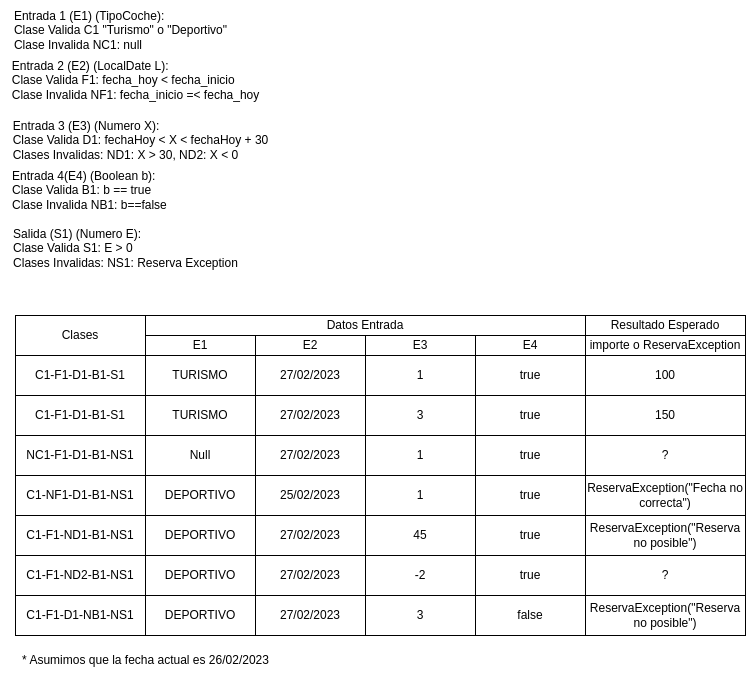 Entrada 1 (E1) (TipoCoche):
Clase Valida C1 "Turismo" o "Deportivo"
Clase Invalida NC1: null
Entrada 2 (E2) (LocalDate L):
Clase Valida F1: fecha_hoy < fecha_inicio
Clase Invalida NF1: fecha_inicio =< fecha_hoy
Entrada 3 (E3) (Numero X):
Clase Valida D1: fechaHoy < X < fechaHoy + 30
Clases Invalidas: ND1: X > 30, ND2: X < 0
Entrada 4(E4) (Boolean b):
Clase Valida B1: b == true
Clase Invalida NB1: b==false
Salida (S1) (Numero E):
Clase Valida S1: E > 0
Clases Invalidas: NS1: Reserva Exception
Clases Datos Entrada Resultado Esperado
E1 E2 E3 E4 importe o ReservaException
C1-F1-D1-B1-S1 TURISMO 27/02/2023 1 true 100
C1-F1-D1-B1-S1 TURISMO 27/02/2023 3 true 150
NC1-F1-D1-B1-NS1 Null 27/02/2023 1 true ?
C1-NF1-D1-B1-NS1 DEPORTIVO 25/02/2023 1 true ReservaException("Fecha no
correcta")
C1-F1-ND1-B1-NS1 DEPORTIVO 27/02/2023 45 true ReservaException("Reserva
no posible")
C1-F1-ND2-B1-NS1 DEPORTIVO 27/02/2023 -2 true ?
C1-F1-D1-NB1-NS1 DEPORTIVO 27/02/2023 3 false ReservaException("Reserva
no posible")
* Asumimos que la fecha actual es 26/02/2023